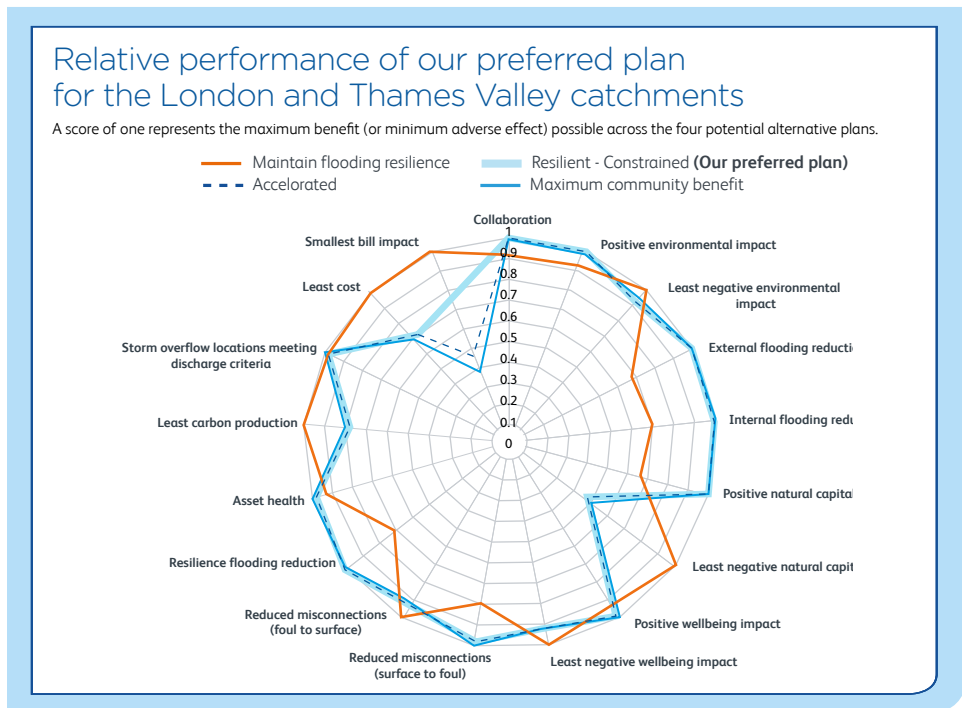 Relative performance of our preferred plan
for the London and Thames Valley catchments
A score of one represents the maximum benefit (or minimum adverse effect) possible across the four potential alternative plans.
Maintain flooding resilience
Resilient - Constrained (Our preferred plan)
Accelorated
Maximum community benefit
Collaboration
1
0.9
0.8
0.7
0.6
0.5
0.4
0.3
0.2
0.1
0
Positive environmental impact
Least negative environmental
impact
External flooding reducti
Internal flooding redu
Positive natural capital
Least negative natural capit
Positive wellbeing impact
Least negative wellbeing impact
Reduced misconnections
(surface to foul)
Reduced misconnections
(foul to surface)
Resilience flooding reduction
Asset health
Least carbon production
Storm overflow locations meeting
discharge criteria
Least cost
Smallest bill impact